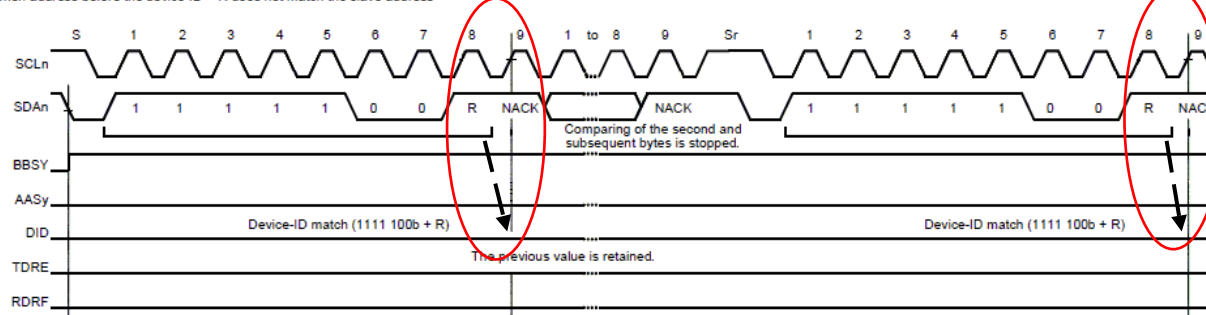 S 1 2 3 4 5 6 7 8 9 1 to 8 9 Sr 1 2 3 4 5 6 7 8 9
SCLn
SDAn 1 1 1 1 1 0 0 R NACK NACK 1 1 1 1 1 0 0 R NAC
Comparing of the second and
subsequent bytes is stopped.
BBSY
AASy
Device-ID match (1111 100b + R) Device-ID match (1111 100b + R)
DID
The previous value is retained.
TDRE
RDRF